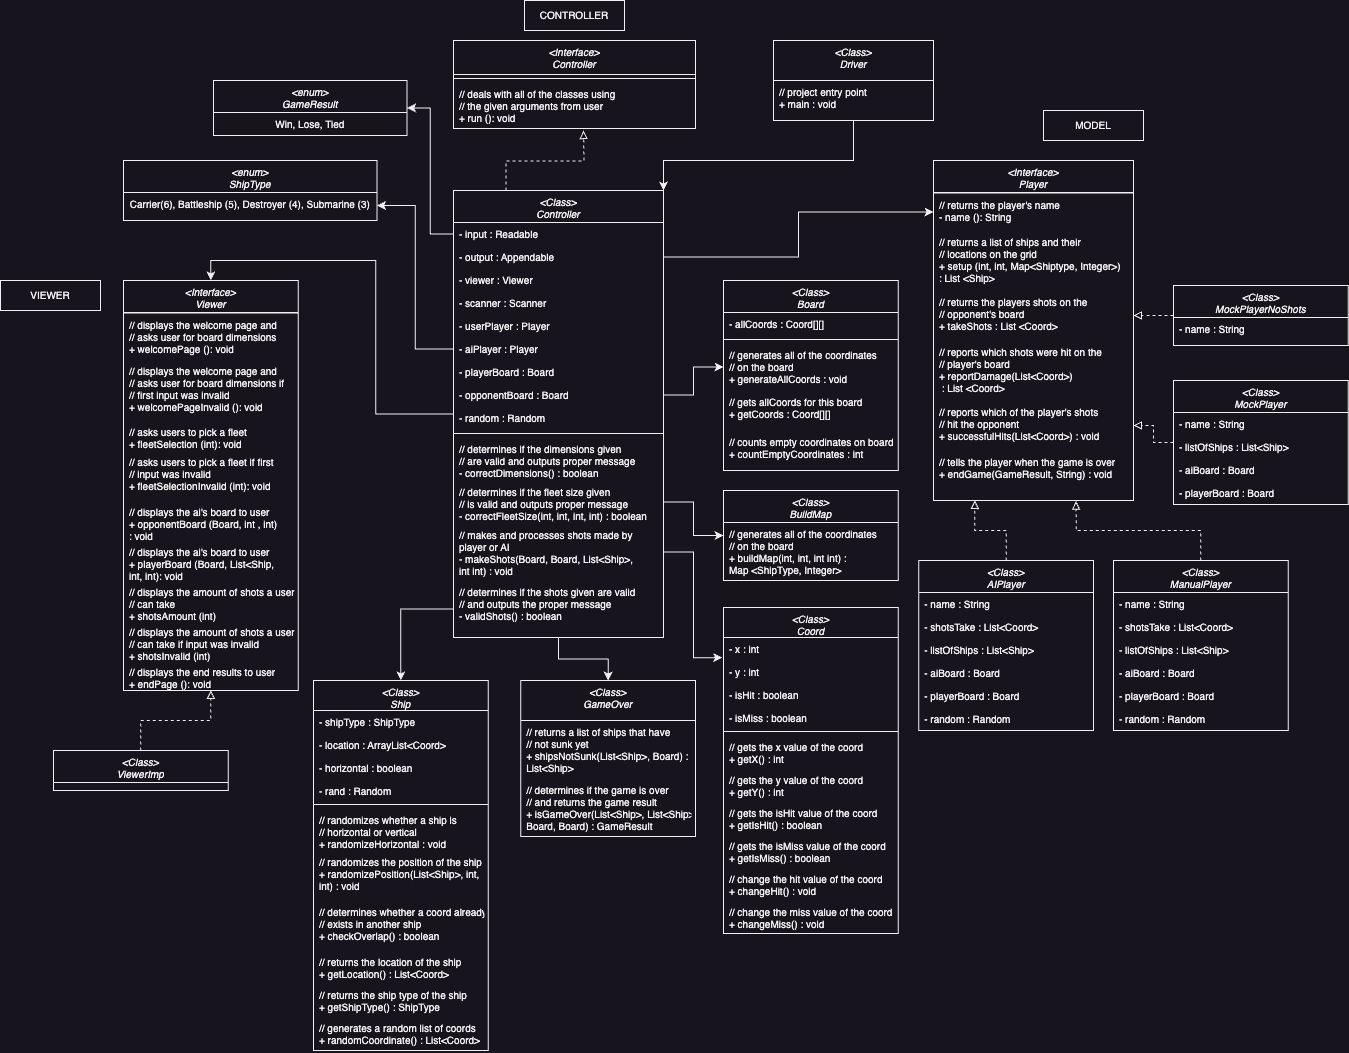 CONTROLLER
<Interface>
Controller
// deals with all of the classes using
// the given arguments from user
+ run (): void
<Class>
Driver
// project entry point
+ main : void
<enum>
GameResult
Win, Lose, Tied
MODEL
<enum>
ShipType
Carrier(6), Battleship (5), Destroyer (4), Submarine (3)
<Class>
Controller
- input : Readable
- output : Appendable
- viewer : Viewer
- scanner : Scanner
- userPlayer : Player
- aiPlayer : Player
- playerBoard : Board
- opponentBoard : Board
- random : Random
// determines if the dimensions given
// are valid and outputs proper message
- correctDimensions() : boolean
// determines if the fleet size given
// is valid and outputs proper message
- correctFleetSize(int, int, int, int) : boolean
// makes and processes shots made by
player or AI
- makeShots(Board, Board, List<Ship>,
int int) : void
// determines if the shots given are valid
// and outputs the proper message
- validShots() : boolean
<Interface>
Player
// returns the player's name
- name (): String
// returns a list of ships and their
// locations on the grid
+ setup (int, int, Map<Shiptype, Integer>)
: List <Ship>
// returns the players shots on the
// opponent's board
+ takeShots : List <Coord>
// reports which shots were hit on the
// player's board
+ reportDamage(List<Coord>)
: List <Coord>
// reports which of the player's shots
// hit the opponent
+ successfulHits(List<Coord>) : void
// tells the player when the game is over
+ endGame(GameResult, String) : void
VIEWER
<Interface>
Viewer
// displays the welcome page and
// asks user for board dimensions
+ welcomePage (): void
// displays the welcome page and
// asks user for board dimensions if
// first input was invalid
+ welcomePageInvalid (): void
// asks users to pick a fleet
+ fleetSelection (int): void
// asks users to pick a fleet if first
// input was invalid
+ fleetSelectionInvalid (int): void
// displays the ai's board to user
+ opponentBoard (Board, int , int)
: void
// displays the ai's board to user
+ playerBoard (Board, List<Ship,
int, int): void
// displays the amount of shots a user
// can take
+ shotsAmount (int)
// displays the amount of shots a user
// can take if input was invalid
+ shotsInvalid (int)
// displays the end results to user
+ endPage (): void
<Class>
Board
- allCoords : Coord[][]
// generates all of the coordinates
// on the board
+ generateAllCoords : void
// gets allCoords for this board
+ getCoords : Coord[][]
// counts empty coordinates on board
+ countEmptyCoordinates : int
<Class>
MockPlayerNoShots
- name : String
<Class>
MockPlayer
- name : String
- listOfShips : List<Ship>
- aiBoard : Board
- playerBoard : Board
<Class>
BuildMap
// generates all of the coordinates
// on the board
+ buildMap(int, int, int int) :
Map <ShipType, Integer>
<Class>
AIPlayer
- name : String
- shotsTake : List<Coord>
- listOfShips : List<Ship>
- aiBoard : Board
- playerBoard : Board
- random : Random
<Class>
ManualPlayer
- name : String
- shotsTake : List<Coord>
- listOfShips : List<Ship>
- aiBoard : Board
- playerBoard : Board
- random : Random
<Class>
Coord
- x : int
- y : int
- isHit : boolean
- isMiss : boolean
// gets the x value of the coord
+ getX() : int
// gets the y value of the coord
+ getY() : int
// gets the isHit value of the coord
+ getIsHit() : boolean
// gets the isMiss value of the coord
+ getIsMiss() : boolean
// change the hit value of the coord
+ changeHit() : void
// change the miss value of the coord
+ changeMiss() : void
<Class>
Ship
- shipType : ShipType
- location : ArrayList<Coord>
- horizontal : boolean
- rand : Random
// randomizes whether a ship is
// horizontal or vertical
+ randomizeHorizontal : void
// randomizes the position of the ship
+ randomizePosition(List<Ship>, int,
int) : void
// determines whether a coord already
// exists in another ship
+ checkOverlap() : boolean
// returns the location of the ship
+ getLocation() : List<Coord>
// returns the ship type of the ship
+ getShipType() : ShipType
// generates a random list of coords
+ randomCoordinate() : List<Coord>
<Class>
GameOver
// returns a list of ships that have
// not sunk yet
+ shipsNotSunk(List<Ship>, Board) :
List<Ship>
// determines if the game is over
// and returns the game result
+ isGameOver(List<Ship>, List<Ship>
Board, Board) : GameResult
<Class>
ViewerImp